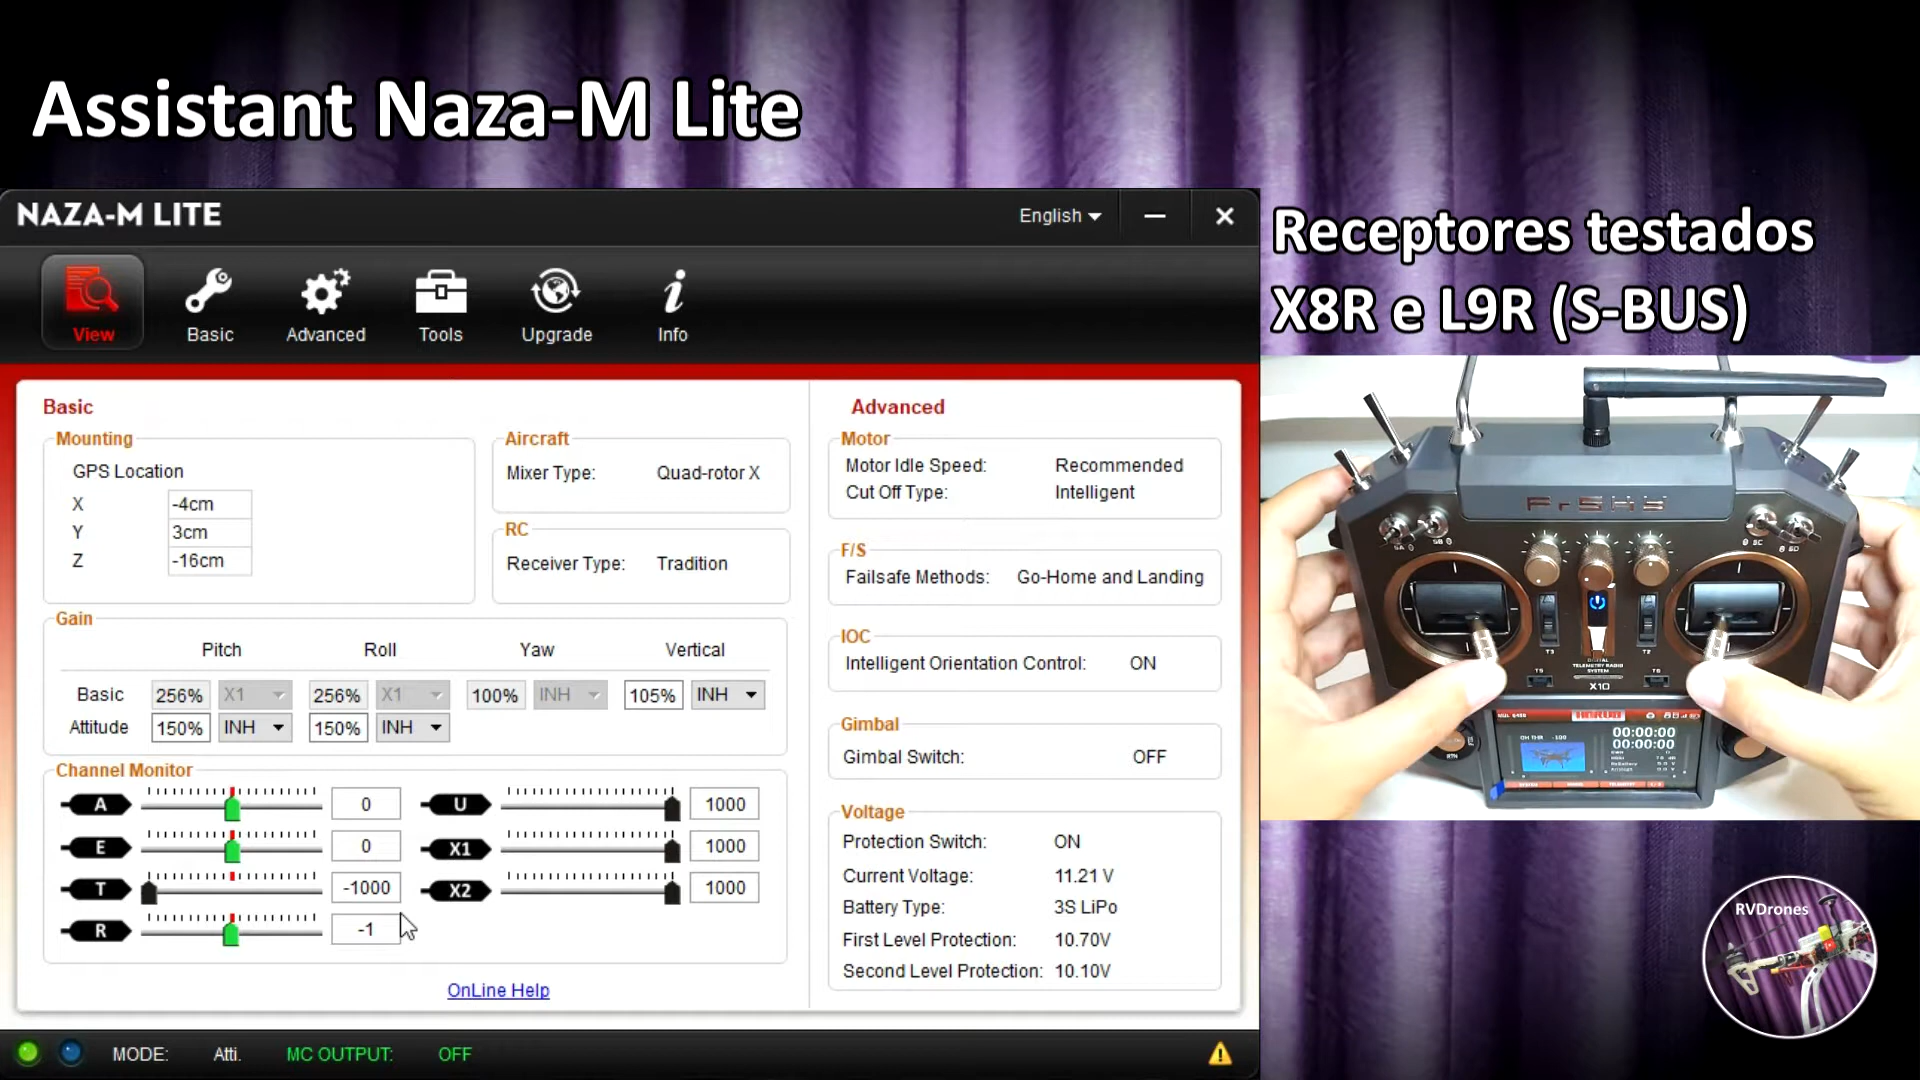 Assistant Naza-M Lite
NAZA-M LITE
English
View
Basic
Advanced
Tools
Upgrade
Info
Receptores testados
X8R e L9R (S-BUS)
Basic
Mounting
GPS Location
X -4cm
Y 3cm
Z -16cm
Aircraft
Mixer Type: Quad-rotor X
RC
Receiver Type: Tradition
Gain
Pitch Roll Yaw Vertical
Basic 256% X1 256% X1 100% INH 105% INH
Attitude 150% INH 150% INH
Channel Monitor
A 0 U 1000
E 0 X1 1000
T -1000 X2 1000
R -1
OnLine Help
Advanced
Motor
Motor Idle Speed: Recommended
Cut Off Type: Intelligent
F/S
Failsafe Methods: Go-Home and Landing
IOC
Intelligent Orientation Control: ON
Gimbal
Gimbal Switch: OFF
Voltage
Protection Switch: ON
Current Voltage: 11.21 V
Battery Type: 3S LiPo
First Level Protection: 10.70V
Second Level Protection: 10.10V
MODE: Atti. MC OUTPUT: OFF
FrSky
DIGITAL
TELEMETRY RADIO
SYSTEM
X10
00:00:00
00:00:00
RVDrones